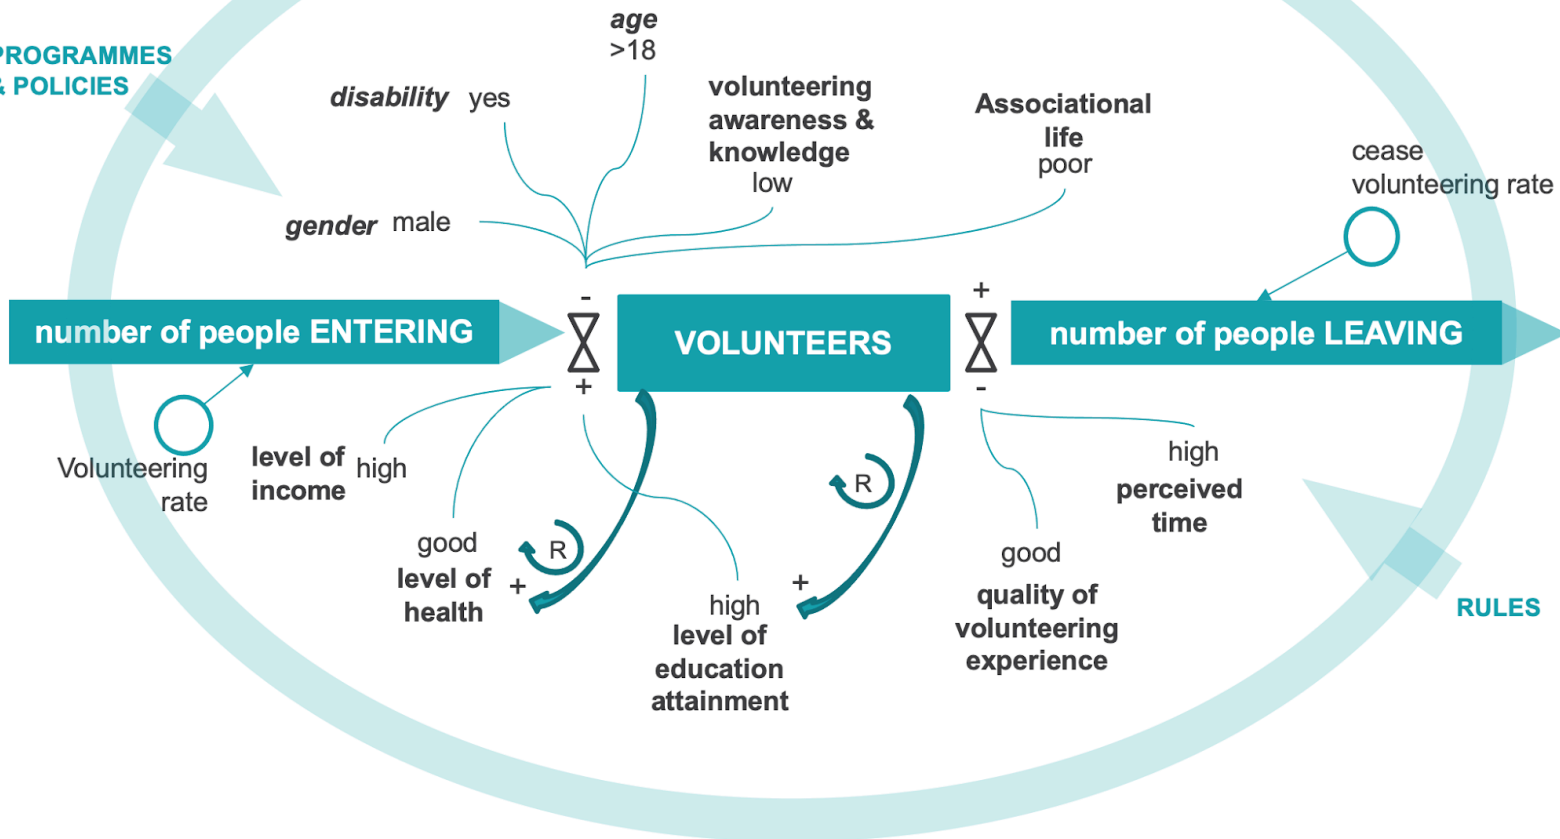 age
>18
PROGRAMMES
& POLICIES
disability yes
volunteering
awareness &
knowledge
low
Associational
life
poor
cease
volunteering rate
gender male
-
+
number of people ENTERING
VOLUNTEERS
number of people LEAVING
+
-
Volunteering
rate
level of
income
high
good
level of
health
R
+
high
level of
education
attainment
R
+
good
quality of
volunteering
experience
high
perceived
time
RULES